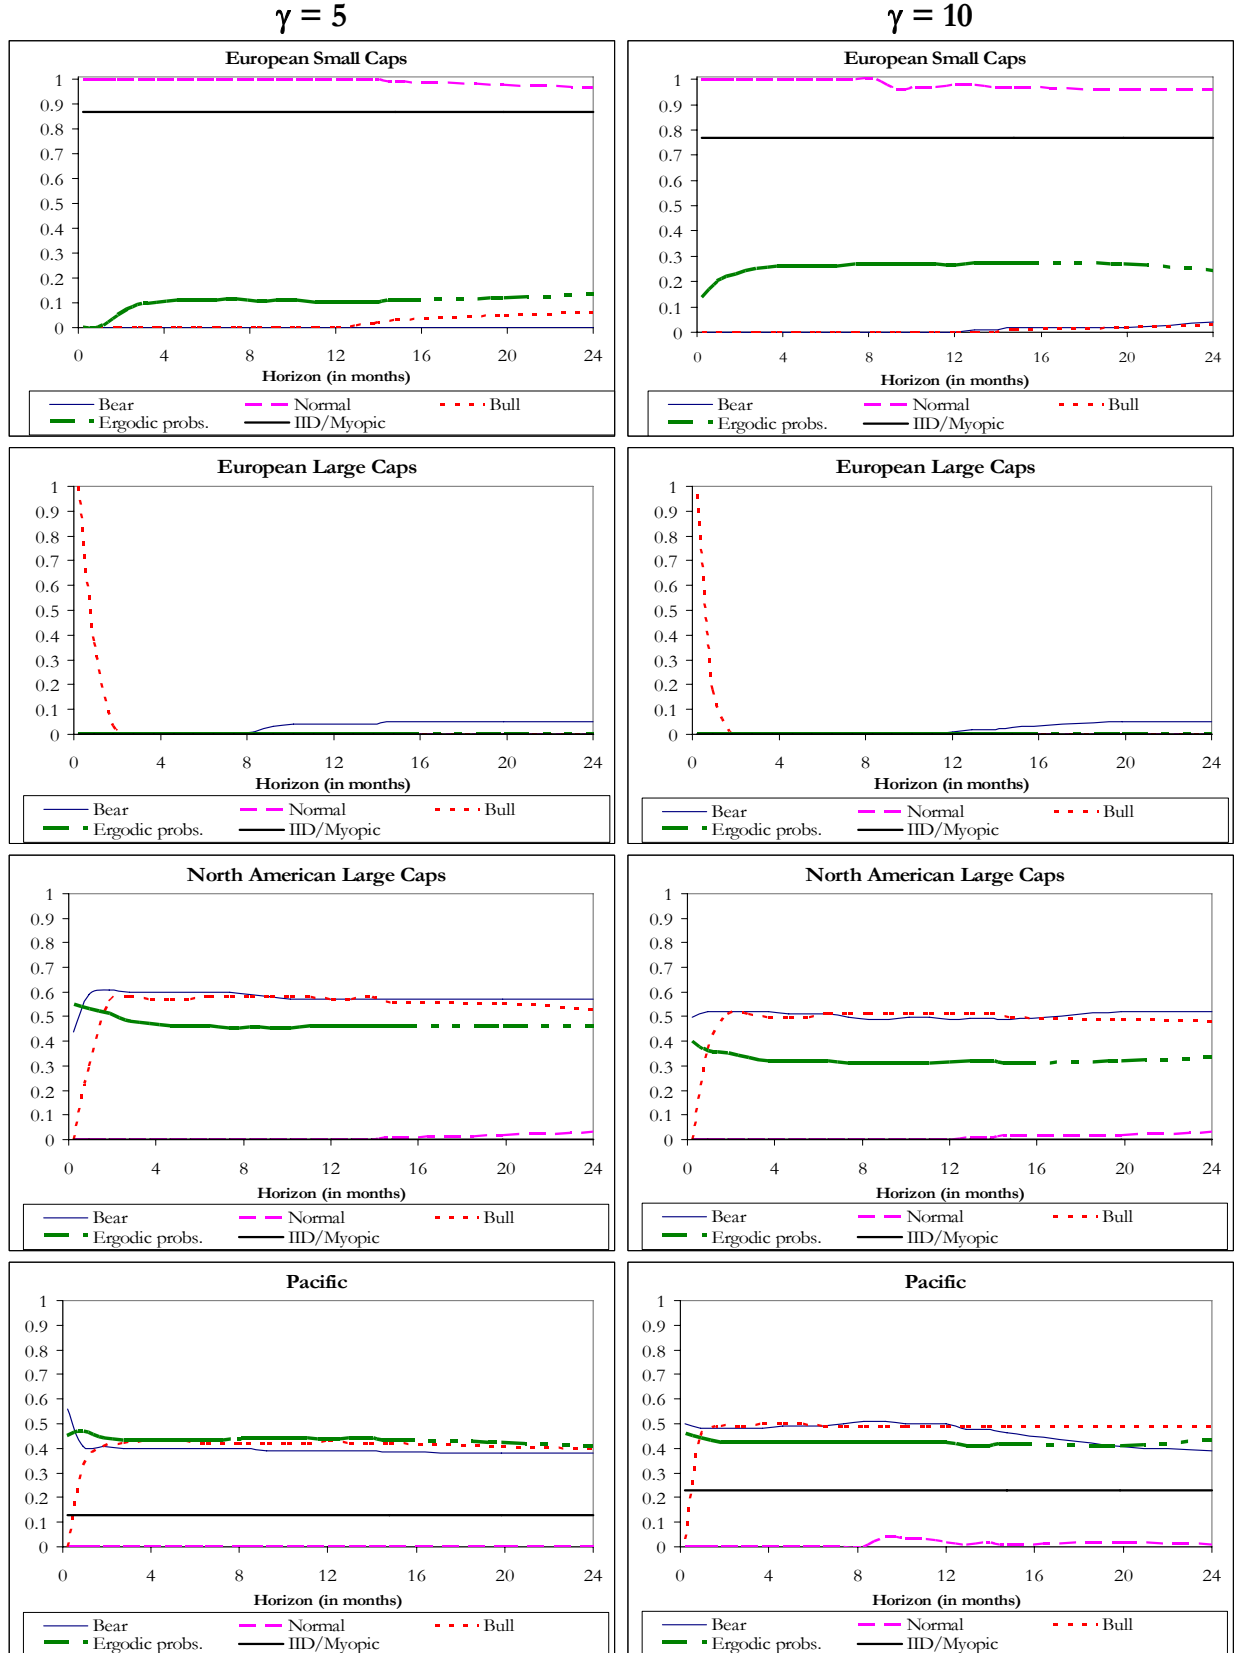 γ = 5
γ = 10
European Small Caps
1
0.9
0.8
0.7
0.6
0.5
0.4
0.3
0.2
0.1
0
0 4 8 12 16 20 24
Horizon (in months)
Bear Normal Bull
Ergodic probs. IID/Myopic
European Small Caps
1
0.9
0.8
0.7
0.6
0.5
0.4
0.3
0.2
0.1
0
0 4 8 12 16 20 24
Horizon (in months)
Bear Normal Bull
Ergodic probs. IID/Myopic
European Large Caps
1
0.9
0.8
0.7
0.6
0.5
0.4
0.3
0.2
0.1
0
0 4 8 12 16 20 24
Horizon (in months)
Bear Normal Bull
Ergodic probs. IID/Myopic
European Large Caps
1
0.9
0.8
0.7
0.6
0.5
0.4
0.3
0.2
0.1
0
0 4 8 12 16 20 24
Horizon (in months)
Bear Normal Bull
Ergodic probs. IID/Myopic
North American Large Caps
1
0.9
0.8
0.7
0.6
0.5
0.4
0.3
0.2
0.1
0
0 4 8 12 16 20 24
Horizon (in months)
Bear Normal Bull
Ergodic probs. IID/Myopic
North American Large Caps
1
0.9
0.8
0.7
0.6
0.5
0.4
0.3
0.2
0.1
0
0 4 8 12 16 20 24
Horizon (in months)
Bear Normal Bull
Ergodic probs. IID/Myopic
Pacific
1
0.9
0.8
0.7
0.6
0.5
0.4
0.3
0.2
0.1
0
0 4 8 12 16 20 24
Horizon (in months)
Bear Normal Bull
Ergodic probs. IID/Myopic
Pacific
1
0.9
0.8
0.7
0.6
0.5
0.4
0.3
0.2
0.1
0
0 4 8 12 16 20 24
Horizon (in months)
Bear Normal Bull
Ergodic probs. IID/Myopic